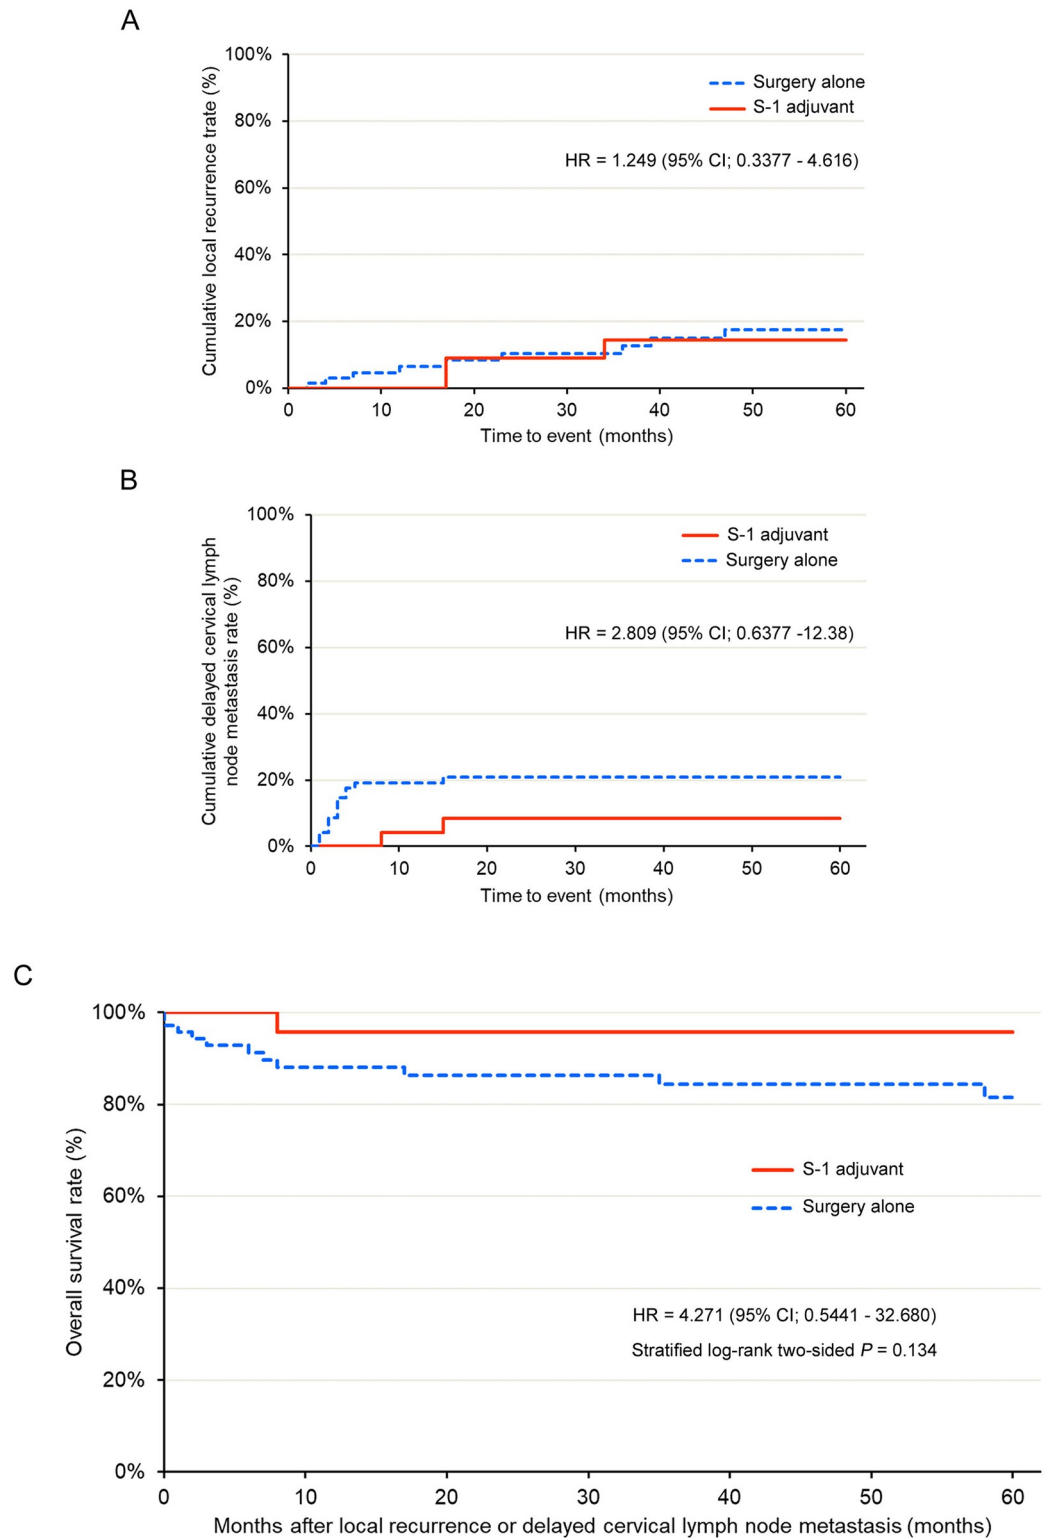 A
Cumulative local recurrence trate (%)
100%
80%
60%
40%
20%
0%
Surgery alone
S-1 adjuvant
HR = 1.249 (95% CI; 0.3377 - 4.616)
0 10 20 30 40 50 60
Time to event (months)
B
Cumulative delayed cervical lymph
node metastasis rate (%)
100%
80%
60%
40%
20%
0%
S-1 adjuvant
Surgery alone
HR = 2.809 (95% CI; 0.6377 -12.38)
0 10 20 30 40 50 60
Time to event (months)
C
Overall survival rate (%)
100%
80%
60%
40%
20%
0%
S-1 adjuvant
Surgery alone
HR = 4.271 (95% CI; 0.5441 - 32.680)
Stratified log-rank two-sided P = 0.134
0 10 20 30 40 50 60
Months after local recurrence or delayed cervical lymph node metastasis (months)